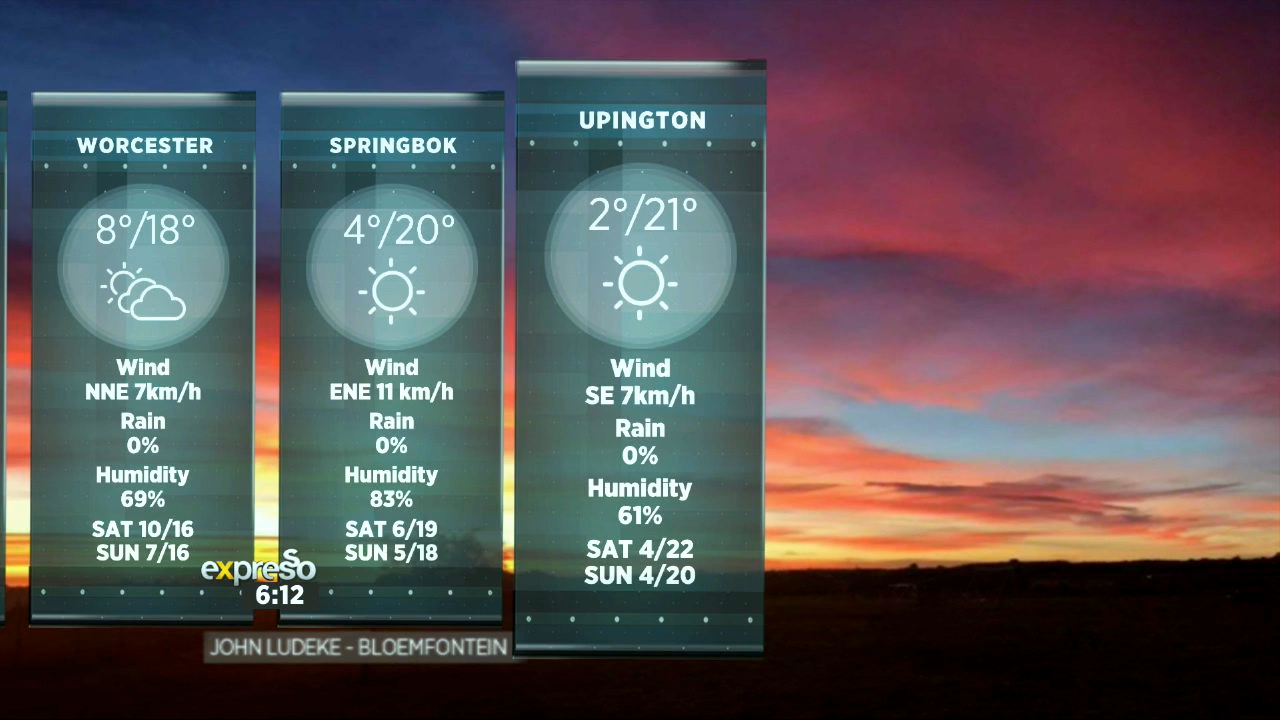 WORCESTER
8°/18°
Wind
NNE 7km/h
Rain
0%
Humidity
69%
SAT 10/16
SUN 7/16
SPRINGBOK
4°/20°
Wind
ENE 11 km/h
Rain
0%
Humidity
83%
SAT 6/19
SUN 5/18
UPINGTON
2°/21°
Wind
SE 7km/h
Rain
0%
Humidity
61%
SAT 4/22
SUN 4/20
expresso
6:12
JOHN LUDEKE - BLOEMFONTEIN